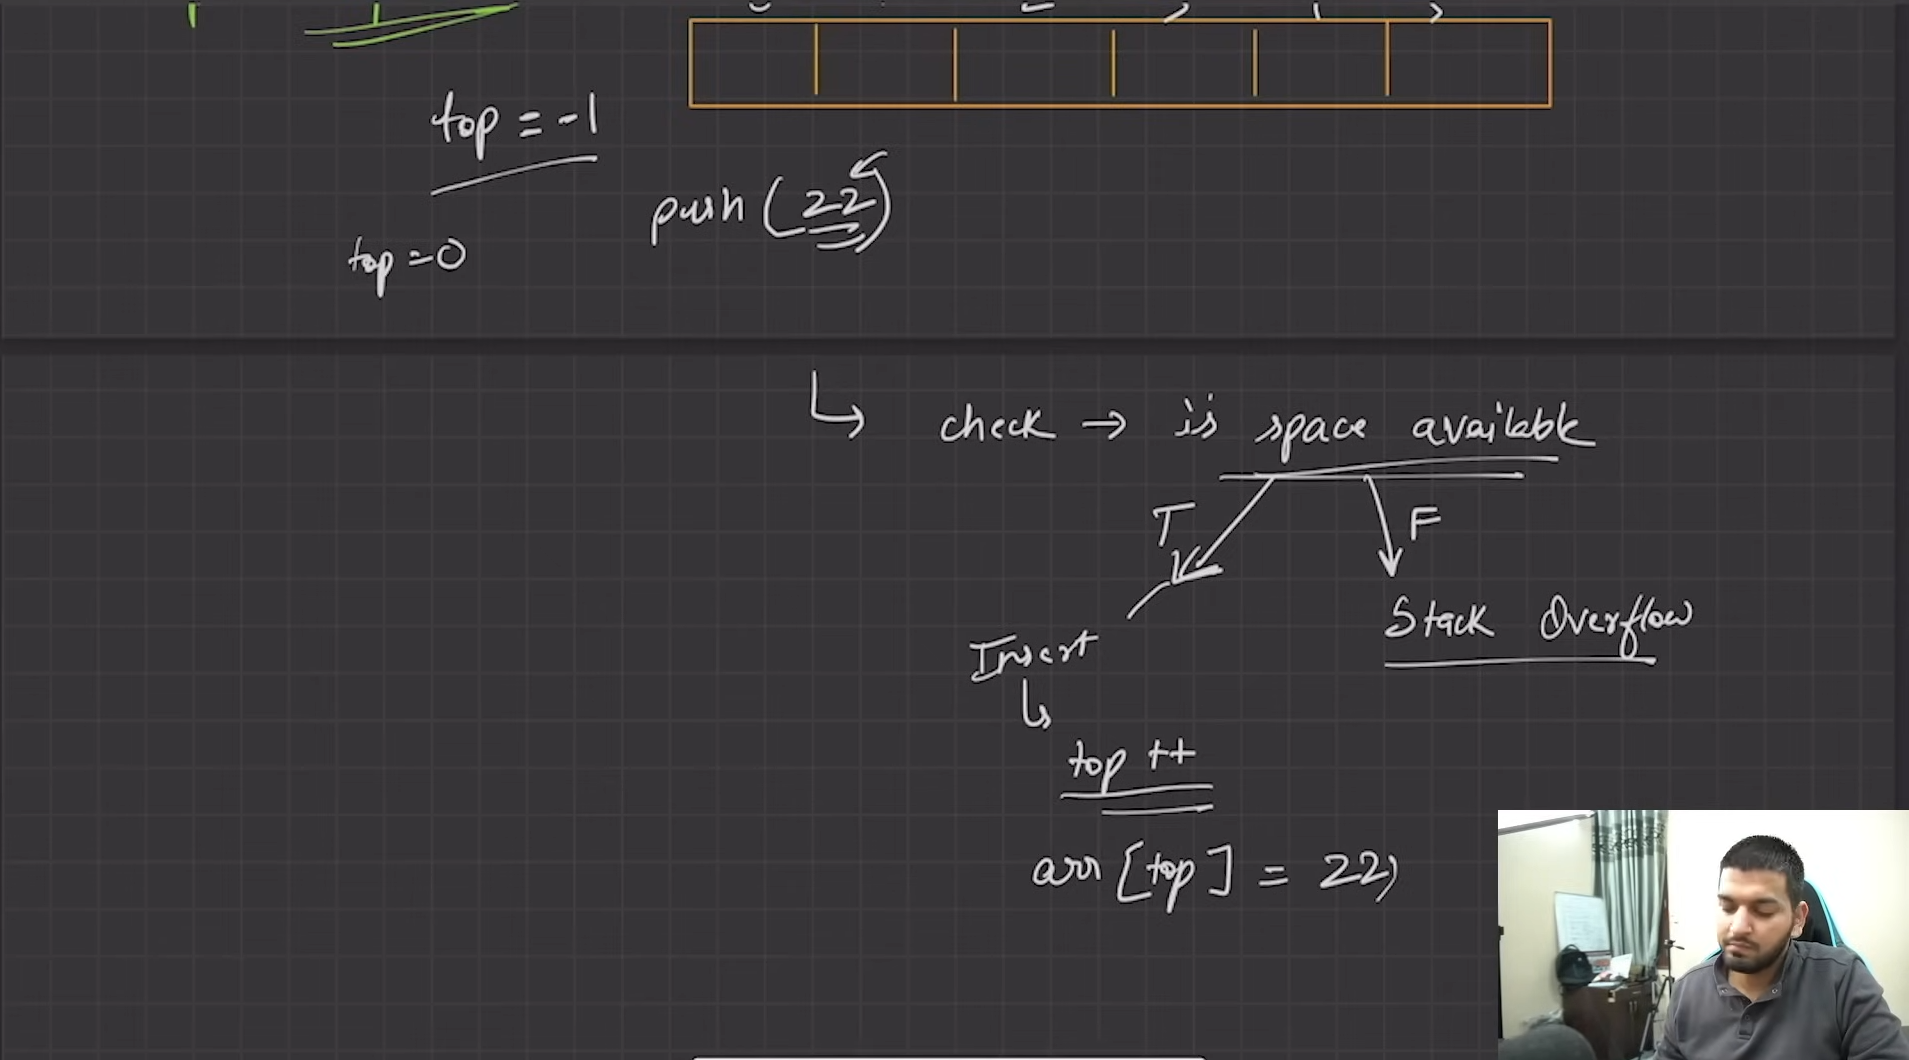 top = -1
push (22)
top = 0
↳ check → is space available
T F
Stack Overflow
Insert
↳
top ++
arr [top] = 22;